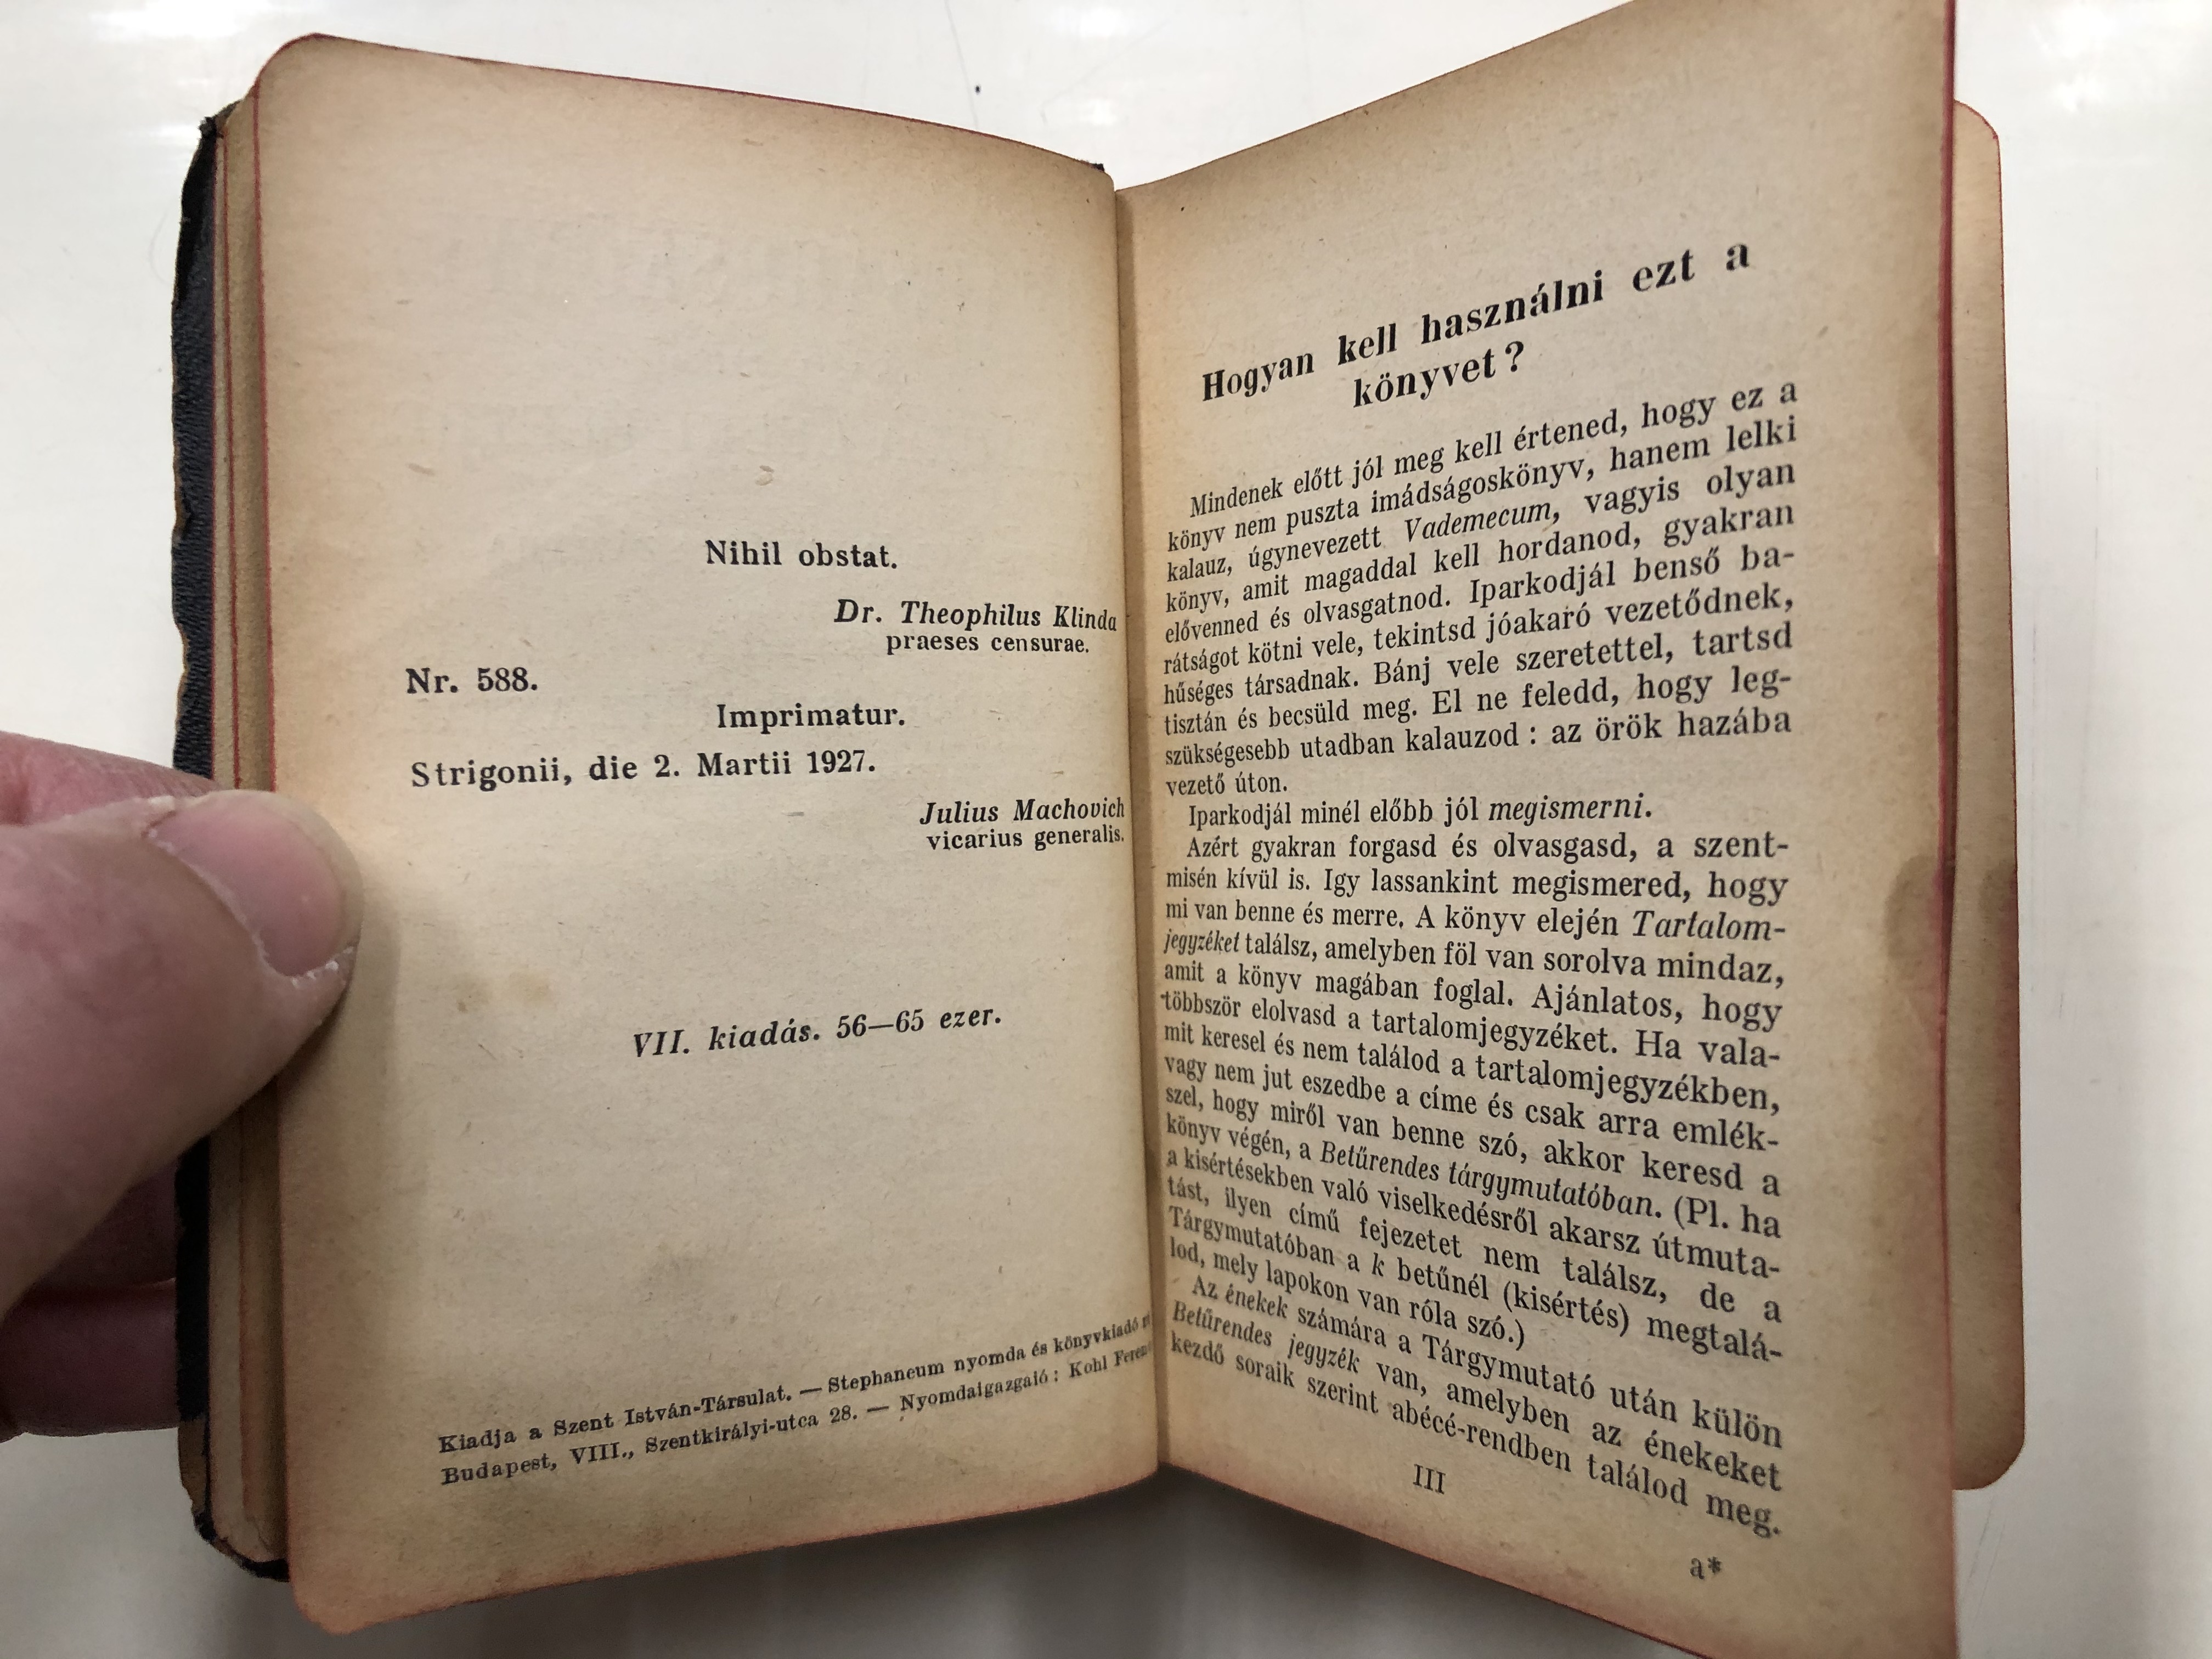 Nihil obstat.
Dr. Theophilus Klinda
praeses censurae.
Nr. 588.
Imprimatur.
Strigonii, die 2. Martii 1927.
Julius Machovich
vicarius generalis.
VII. kiadás. 56—65 ezer.
Kiadja a Szent István-Társulat. — Stephaneum nyomda és könyvkiadó
Budapest, VIII., Szentkirályi-utca 28. — Nyomdaigazgató: Kohl
Hogyan kell használni ezt a
könyvet?
Mindenek előtt jól meg kell értened, hogy ez a
könyv nem puszta imádságoskönyv, hanem lelki
kalauz, úgynevezett Vademecum, vagyis olyan
könyv, amit magaddal kell hordanod, gyakran
elővenned és olvasgatnod. Iparkodjál benső ba-
rátságot kötni vele, tekintsd jóakaró vezetődnek,
hűséges társadnak. Bánj vele szeretettel, tartsd
tisztán és becsüld meg. El ne feledd, hogy leg-
szükségesebb utadban kalauzod : az örök hazába
vezető úton.
Iparkodjál minél előbb jól megismerni.
Azért gyakran forgasd és olvasgasd, a szent-
misén kívül is. Igy lassankint megismered, hogy
mi van benne és merre. A könyv elején Tartalom-
jegyzéket találsz, amelyben föl van sorolva mindaz,
amit a könyv magában foglal. Ajánlatos, hogy
többször elolvasd a tartalomjegyzéket. Ha vala-
mit keresel és nem találod a tartalomjegyzékben,
vagy nem jut eszedbe a címe és csak arra emlék-
szel, hogy miről van benne szó, akkor keresd a
könyv végén, a Betűrendes tárgymutatóban. (Pl. ha
a kisértésekben való viselkedésről akarsz útmuta-
tást, ilyen című fejezetet nem találsz, de a
Tárgymutatóban a k betűnél (kisértés) megtalá-
lod, mely lapokon van róla szó.)
Az énekek számára a Tárgymutató után külön
Betűrendes jegyzék van, amelyben az énekeket
kezdő soraik szerint abécé-rendben találod meg.
III
a*